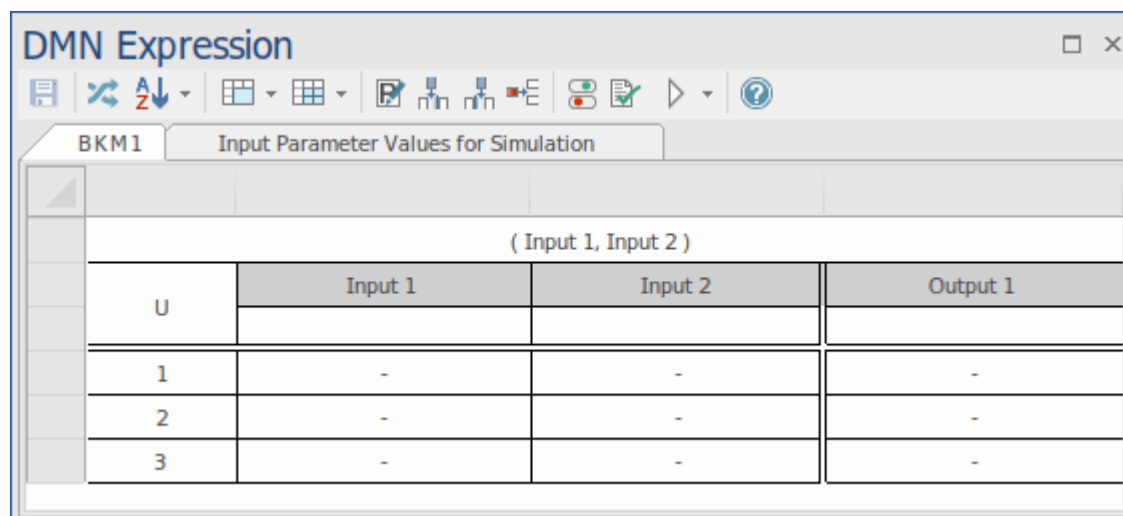 DMN Expression
BKM1 Input Parameter Values for Simulation
( Input 1, Input 2 )
U Input 1 Input 2 Output 1
1 - - -
2 - - -
3 - - -